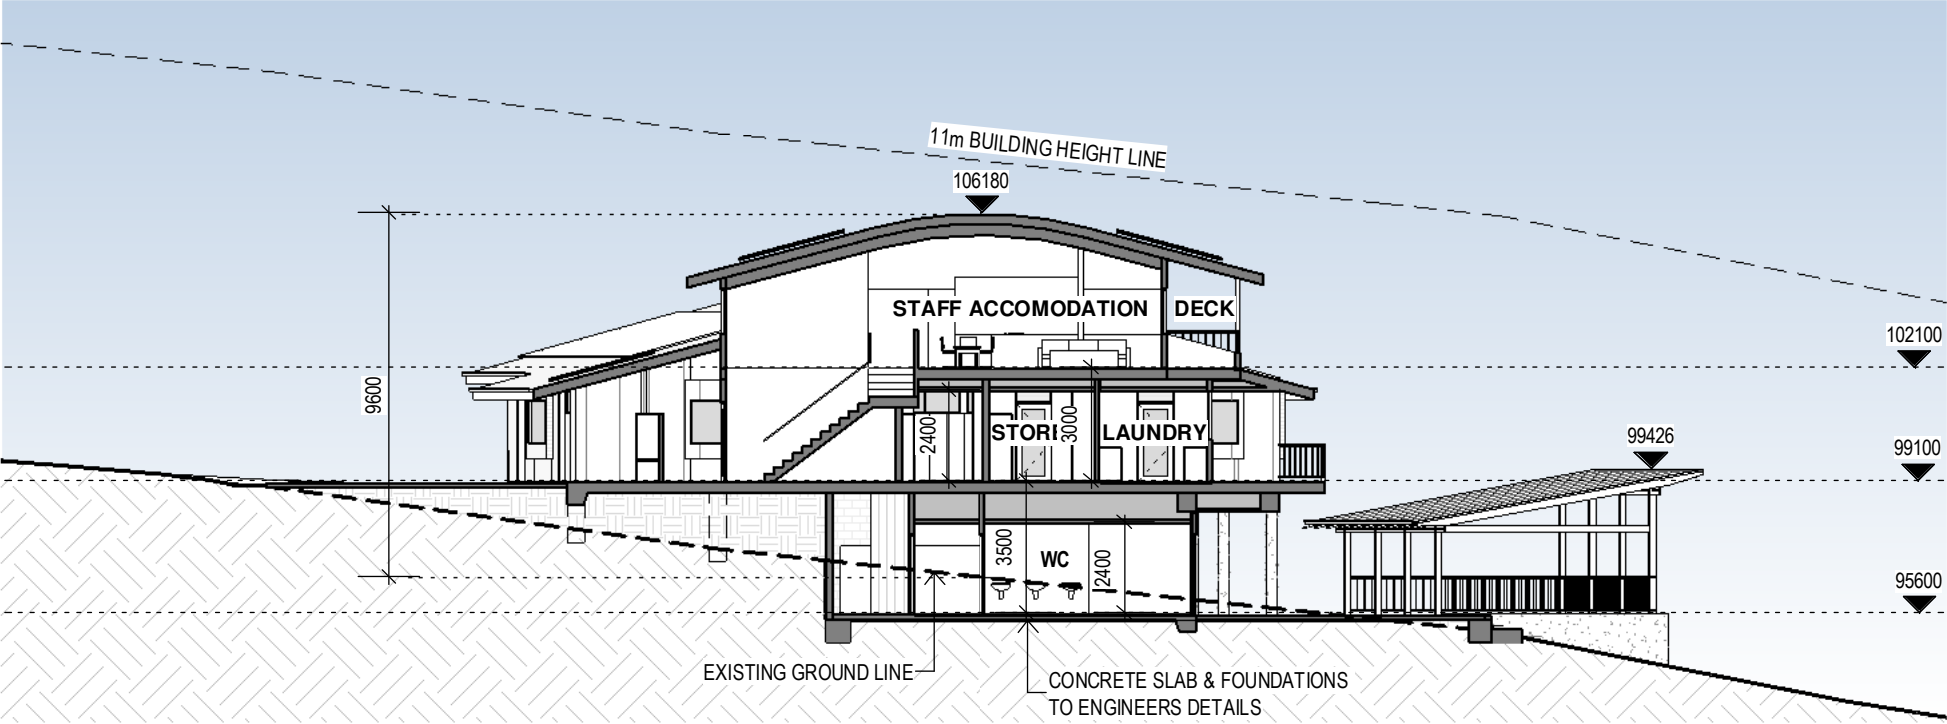 11m BUILDING HEIGHT LINE
106180
STAFF ACCOMODATION
DECK
102100
9600
2400
STORE
3000
LAUNDRY
99426
99100
3500
WC
2400
95600
EXISTING GROUND LINE
CONCRETE SLAB & FOUNDATIONS
TO ENGINEERS DETAILS